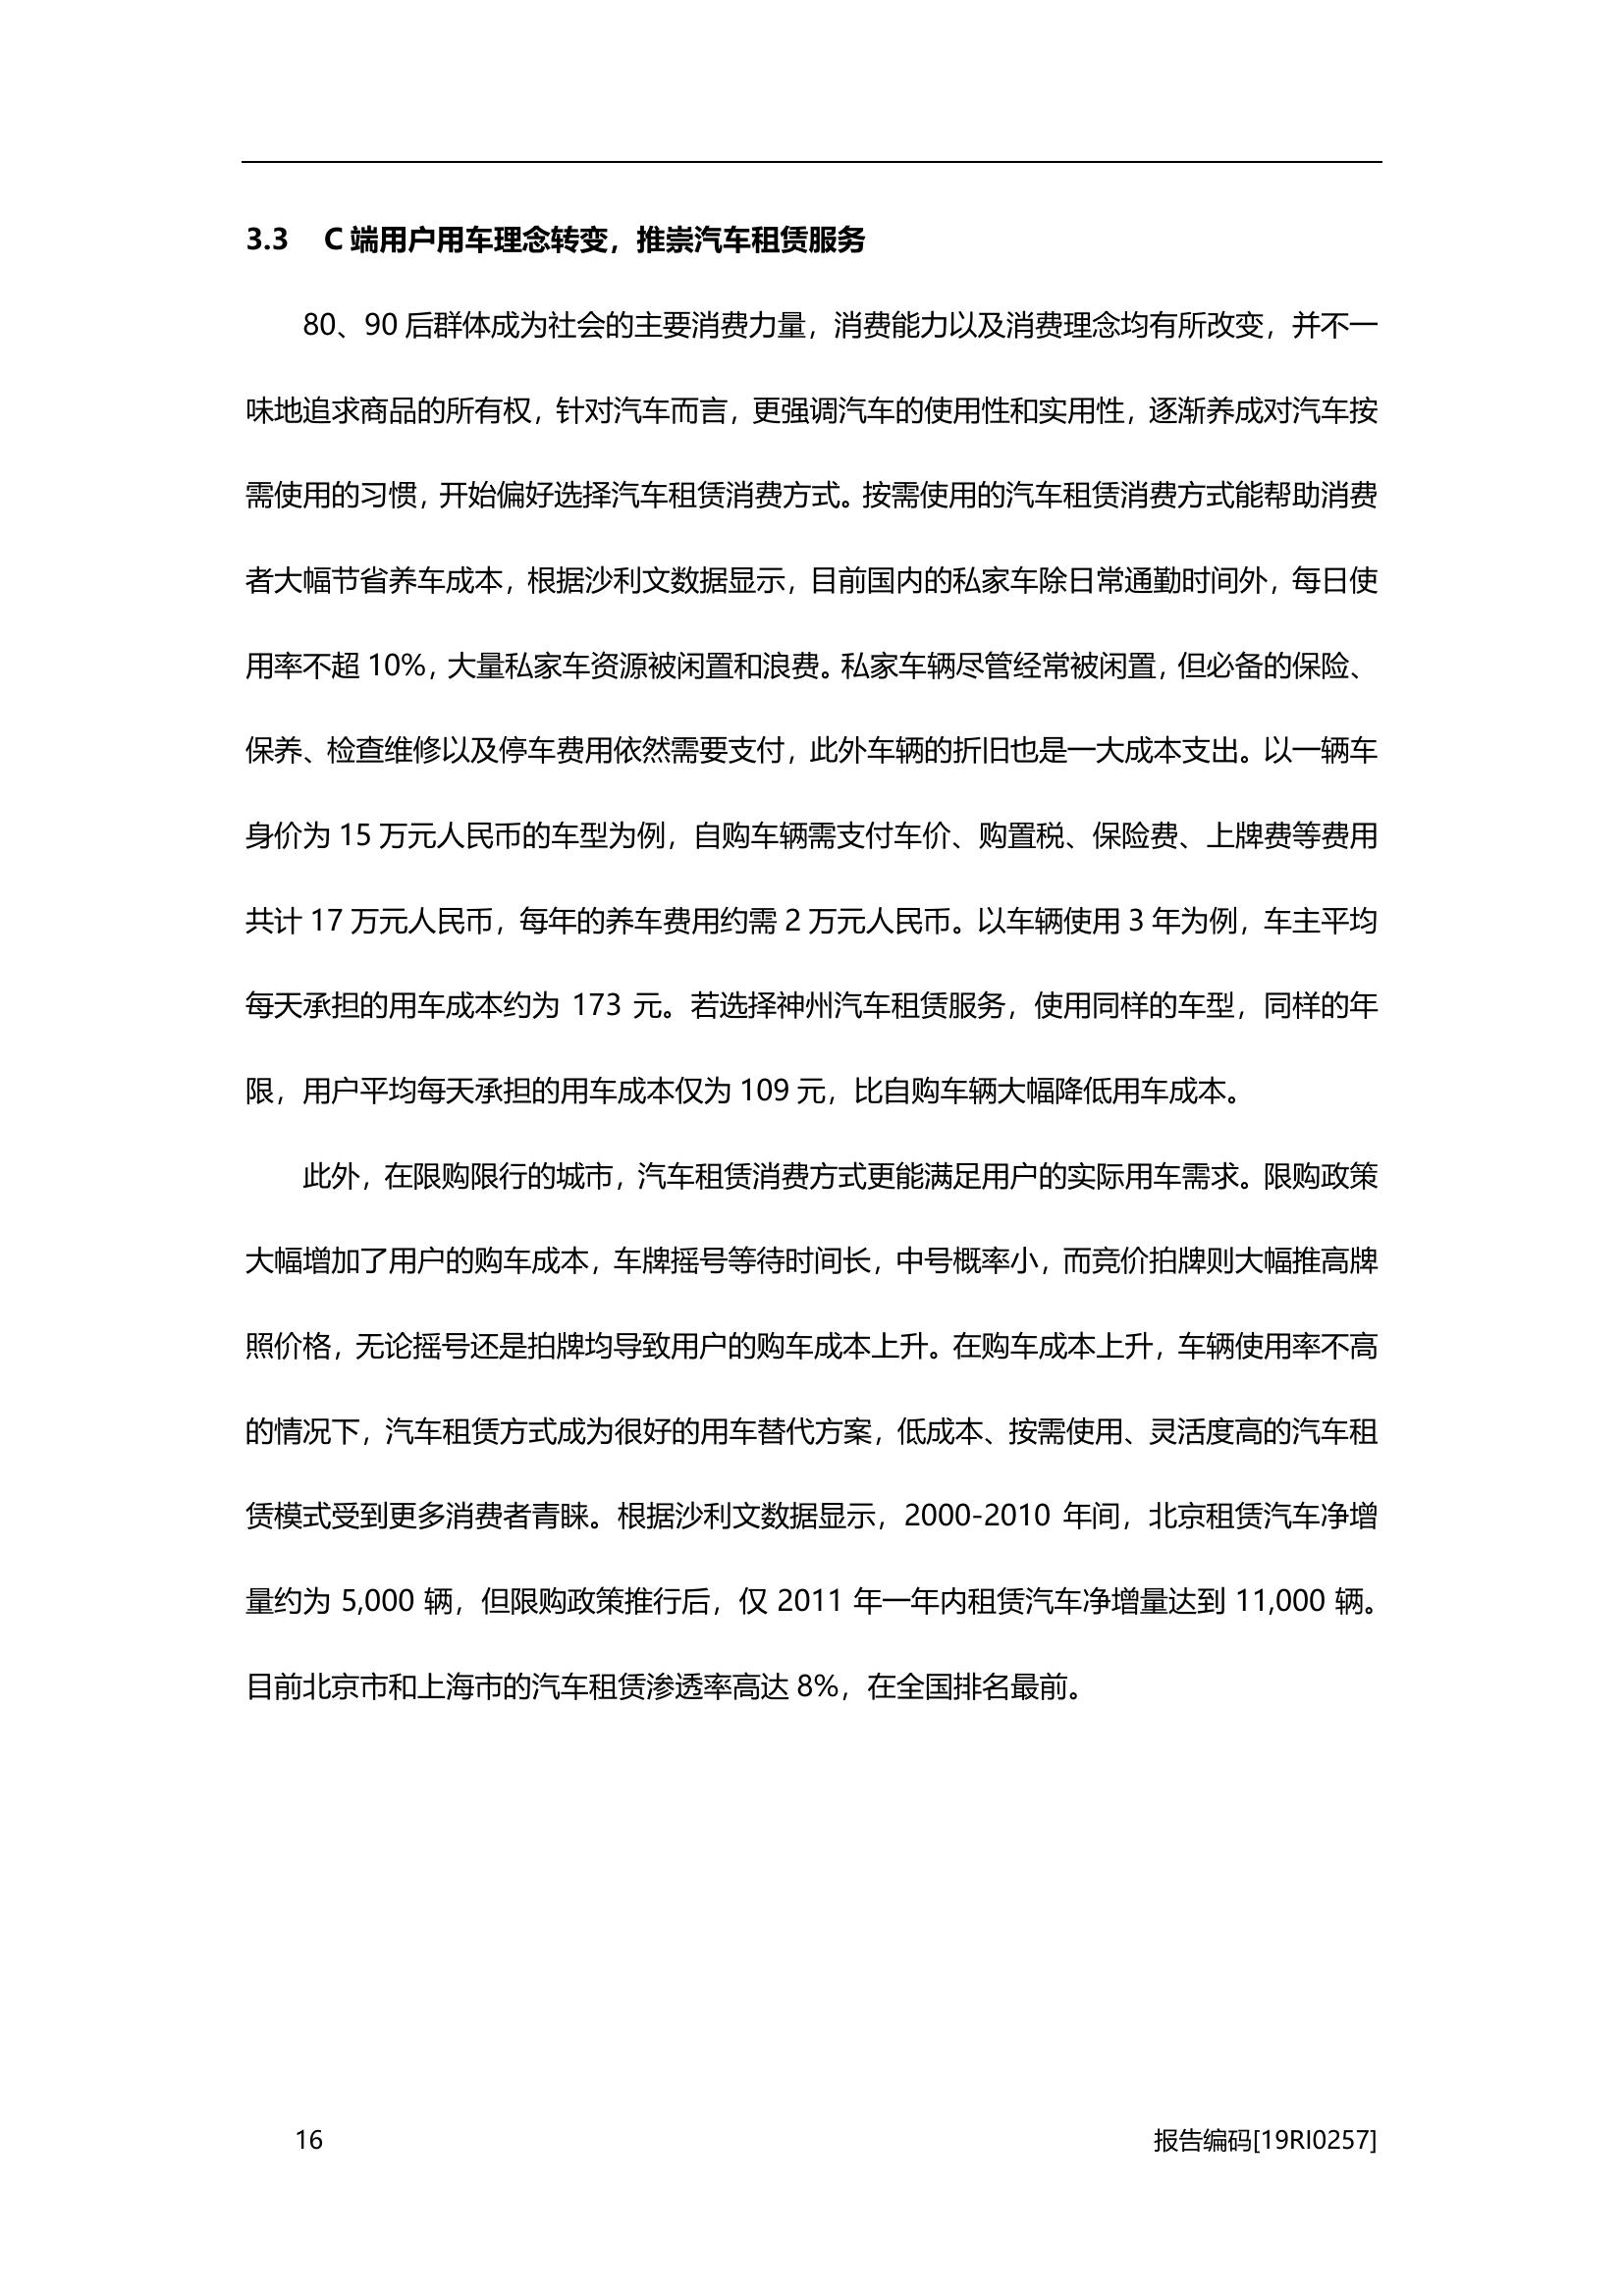 3.3 C 端用户用车理念转变，推崇汽车租赁服务
80、90 后群体成为社会的主要消费力量，消费能力以及消费理念均有所改变，并不一
味地追求商品的所有权，针对汽车而言，更强调汽车的使用性和实用性，逐渐养成对汽车按
需使用的习惯，开始偏好选择汽车租赁消费方式。按需使用的汽车租赁消费方式能帮助消费
者大幅节省养车成本，根据沙利文数据显示，目前国内的私家车除日常通勤时间外，每日使
用率不超 10%，大量私家车资源被闲置和浪费。私家车辆尽管经常被闲置，但必备的保险、
保养、检查维修以及停车费用依然需要支付，此外车辆的折旧也是一大成本支出。以一辆车
身价为 15 万元人民币的车型为例，自购车辆需支付车价、购置税、保险费、上牌费等费用
共计 17 万元人民币，每年的养车费用约需 2 万元人民币。以车辆使用 3 年为例，车主平均
每天承担的用车成本约为 173 元。若选择神州汽车租赁服务，使用同样的车型，同样的年
限，用户平均每天承担的用车成本仅为 109 元，比自购车辆大幅降低用车成本。
此外，在限购限行的城市，汽车租赁消费方式更能满足用户的实际用车需求。限购政策
大幅增加了用户的购车成本，车牌摇号等待时间长，中号概率小，而竞价拍牌则大幅推高牌
照价格，无论摇号还是拍牌均导致用户的购车成本上升。在购车成本上升，车辆使用率不高
的情况下，汽车租赁方式成为很好的用车替代方案，低成本、按需使用、灵活度高的汽车租
赁模式受到更多消费者青睐。根据沙利文数据显示，2000-2010 年间，北京租赁汽车净增
量约为 5,000 辆，但限购政策推行后，仅 2011 年一年内租赁汽车净增量达到 11,000 辆。
目前北京市和上海市的汽车租赁渗透率高达 8%，在全国排名最前。
16 报告编码[19RI0257]